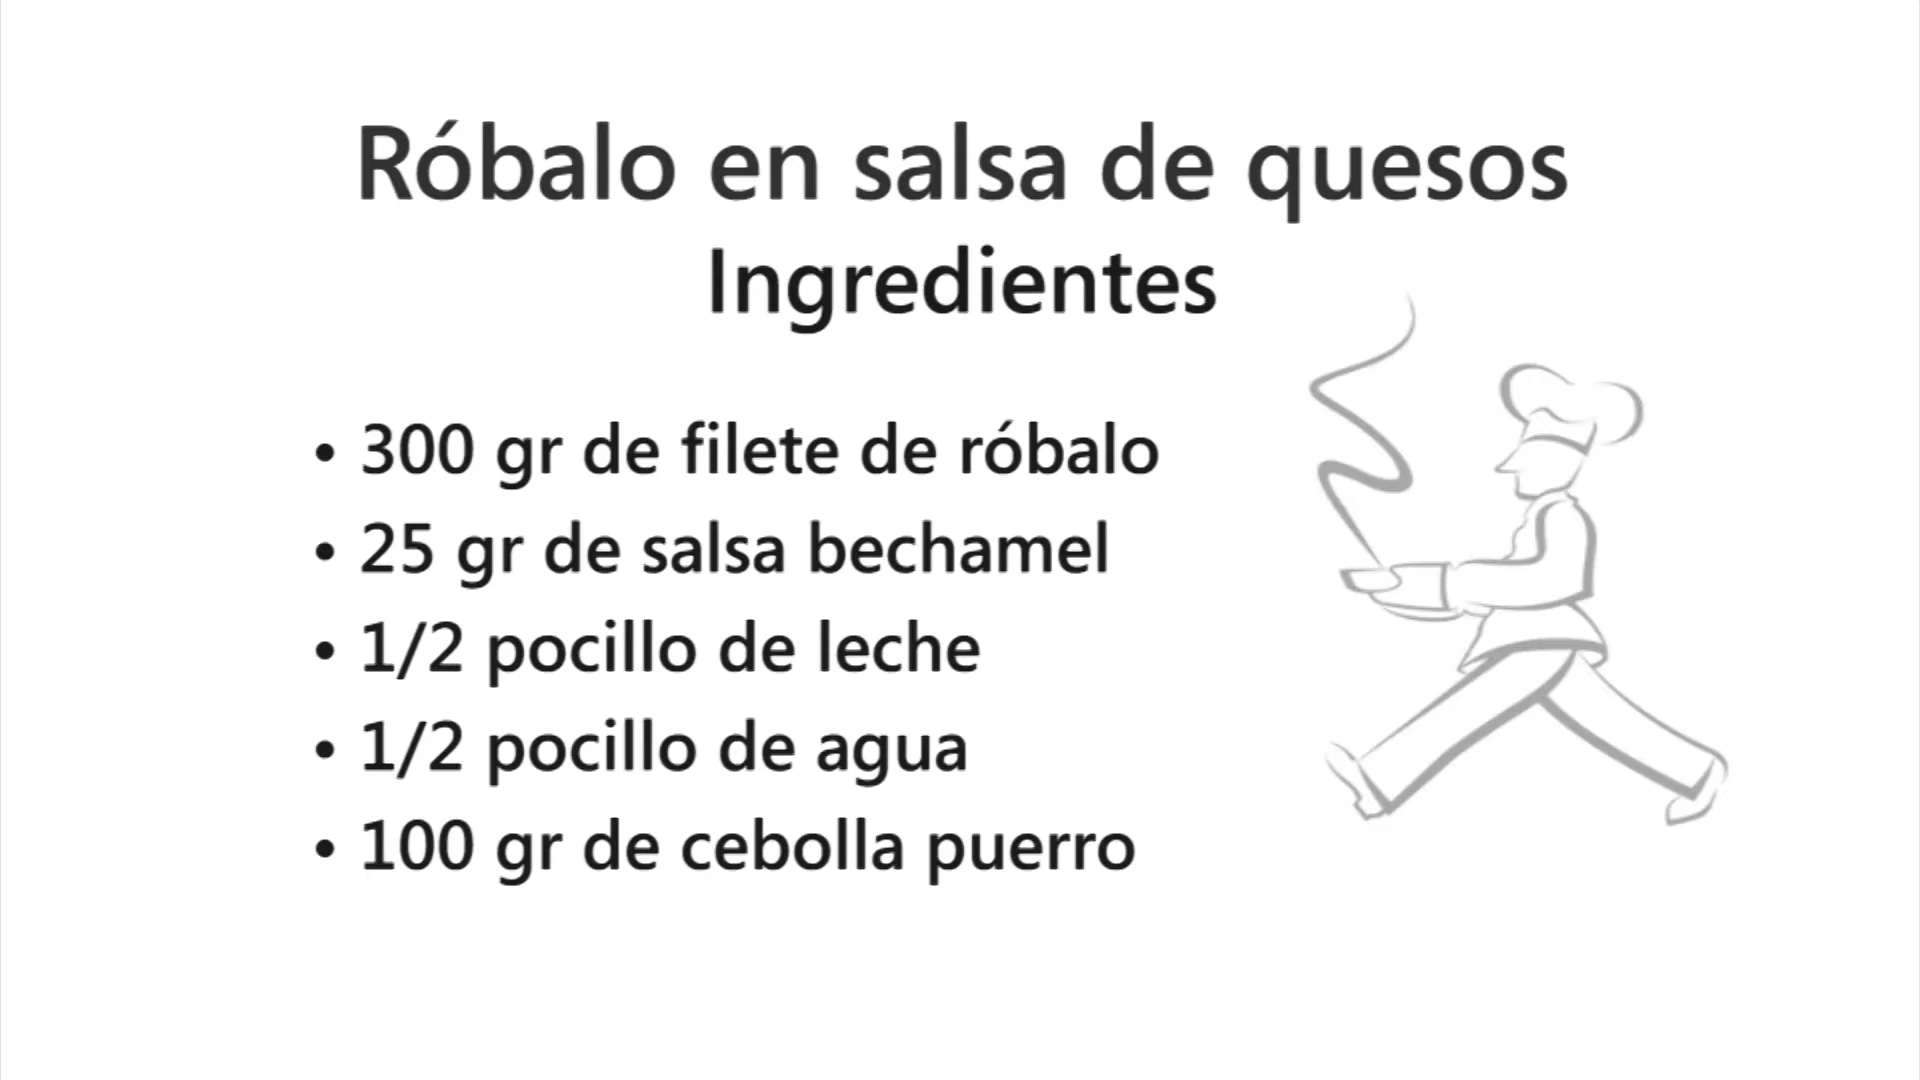 Róbalo en salsa de quesos
Ingredientes
• 300 gr de filete de róbalo
• 25 gr de salsa bechamel
• 1/2 pocillo de leche
• 1/2 pocillo de agua
• 100 gr de cebolla puerro